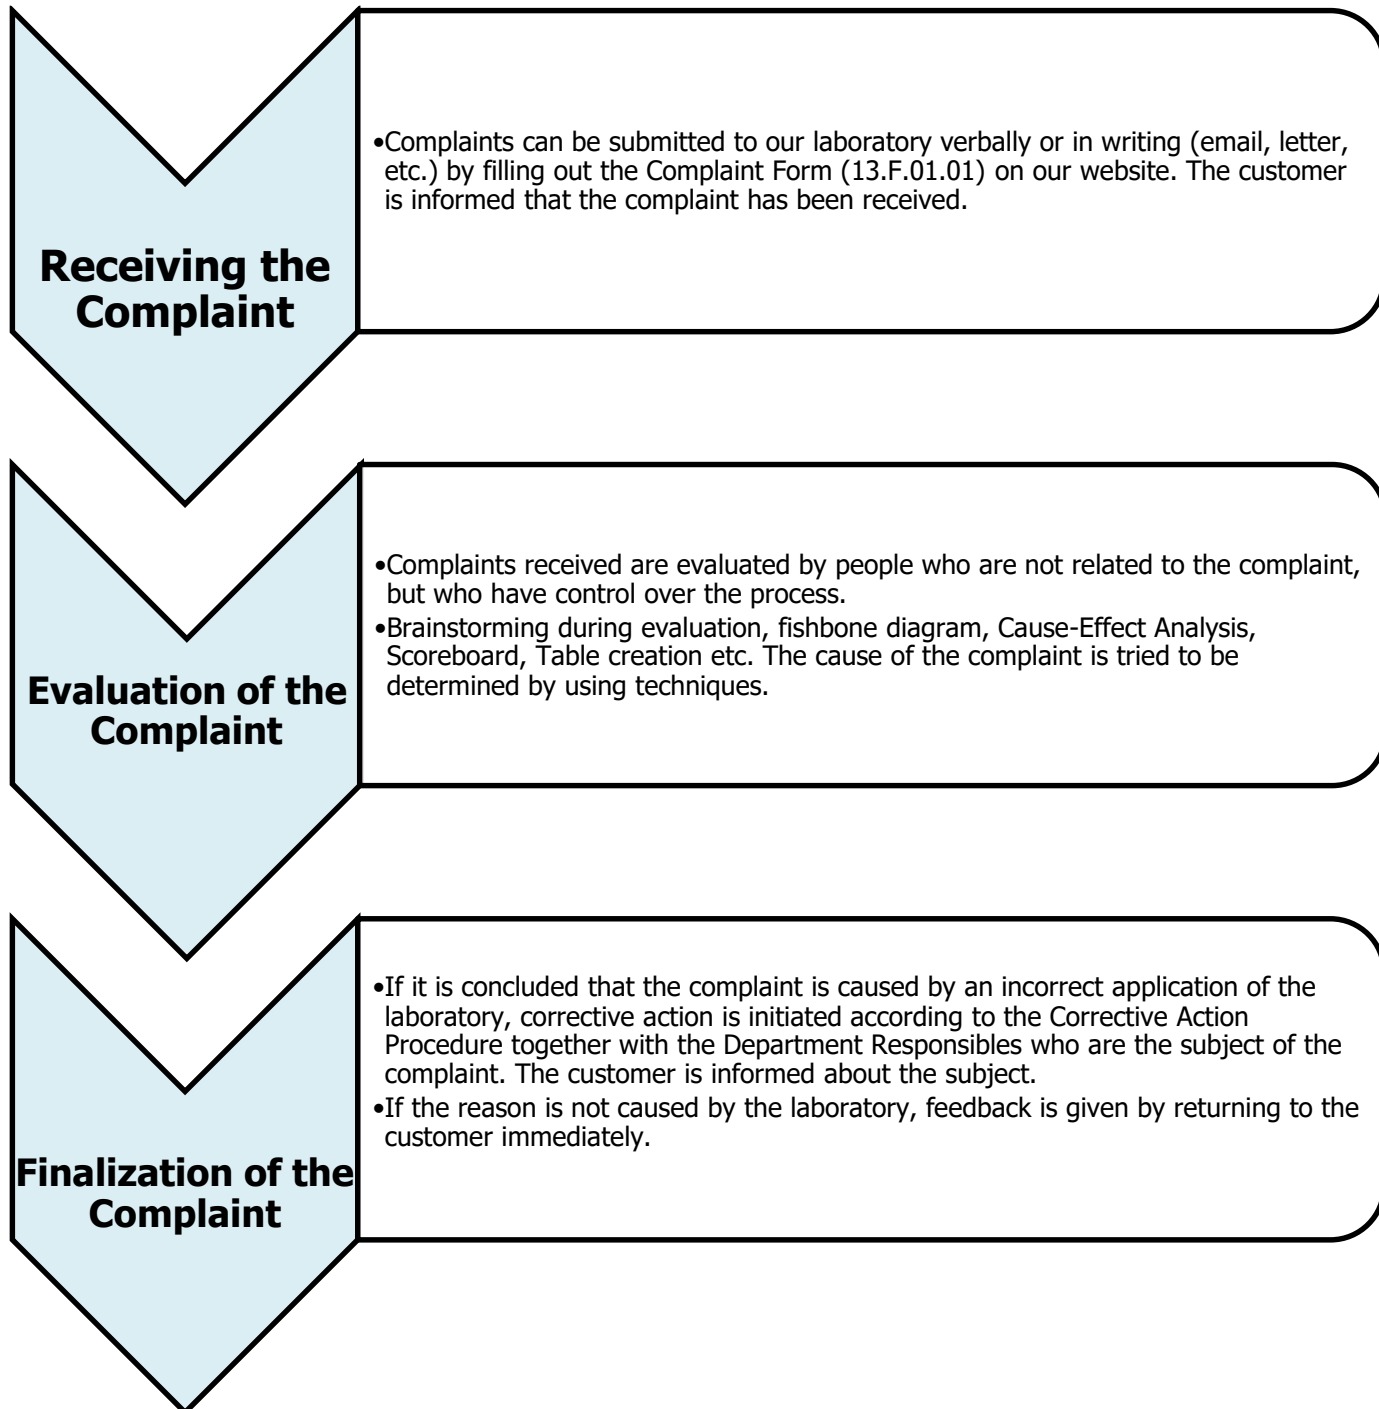 Receiving the
Complaint
•Complaints can be submitted to our laboratory verbally or in writing (email, letter,
etc.) by filling out the Complaint Form (13.F.01.01) on our website. The customer
is informed that the complaint has been received.
Evaluation of the
Complaint
•Complaints received are evaluated by people who are not related to the complaint,
but who have control over the process.
•Brainstorming during evaluation, fishbone diagram, Cause-Effect Analysis,
Scoreboard, Table creation etc. The cause of the complaint is tried to be
determined by using techniques.
Finalization of the
Complaint
•If it is concluded that the complaint is caused by an incorrect application of the
laboratory, corrective action is initiated according to the Corrective Action
Procedure together with the Department Responsibles who are the subject of the
complaint. The customer is informed about the subject.
•If the reason is not caused by the laboratory, feedback is given by returning to the
customer immediately.